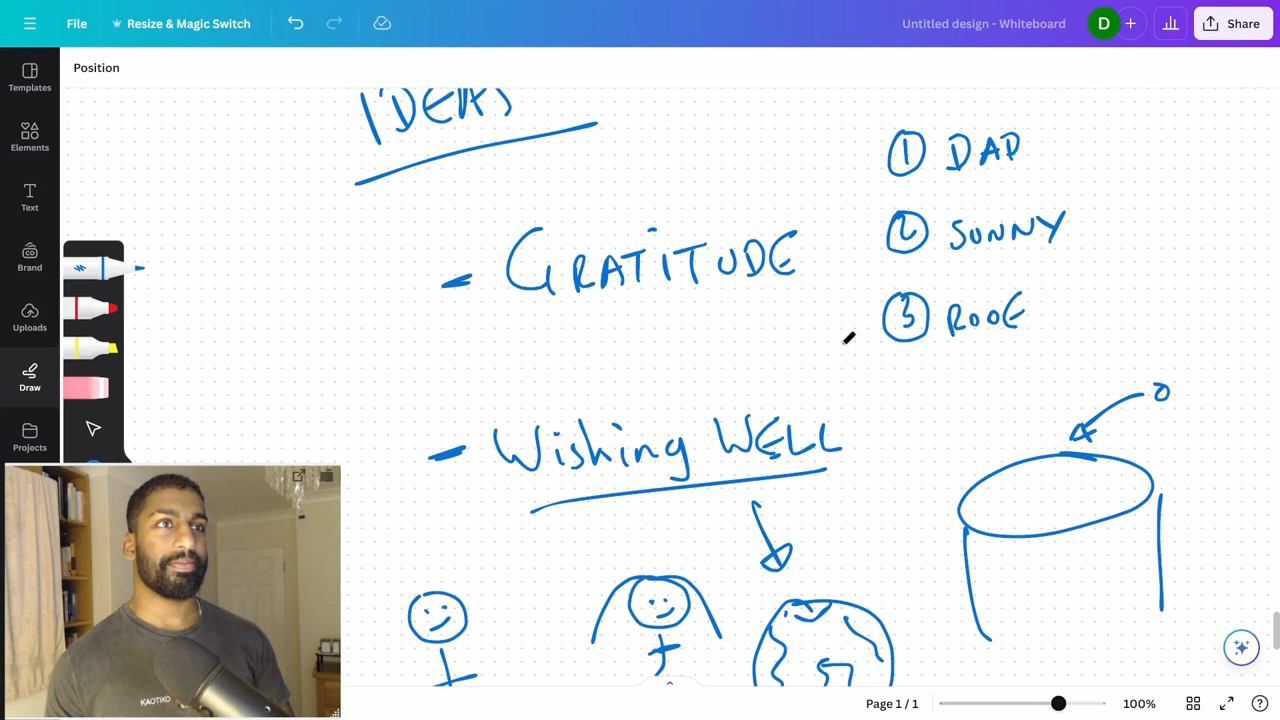 File
Resize & Magic Switch
Untitled design - Whiteboard
D
Share
Position
Templates
Elements
Text
Brand
Uploads
Draw
Projects
IDEAS
- GRATITUDE
① DAD
② SUNNY
③ ROOF
- Wishing WELL
KAOTIKO
Page 1 / 1
100%